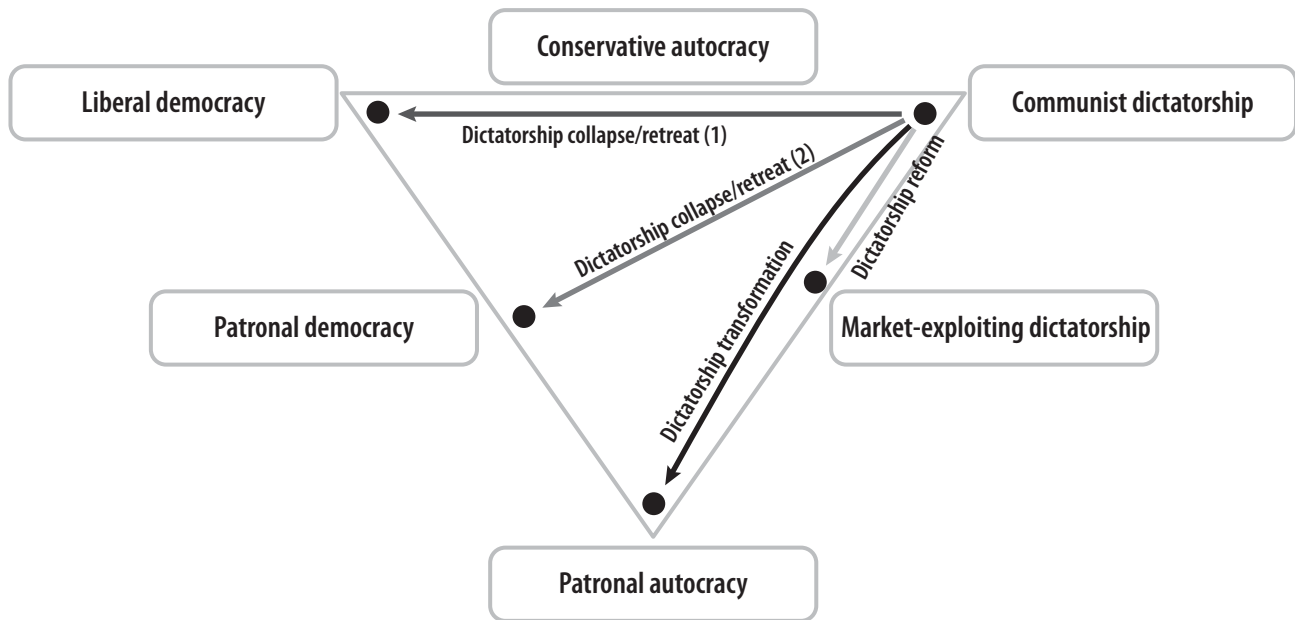 Conservative autocracy
Liberal democracy
Communist dictatorship
Dictatorship collapse/retreat (1)
Dictatorship collapse/retreat (2)
Dictatorship reform
Dictatorship transformation
Patronal democracy
Market-exploiting dictatorship
Patronal autocracy